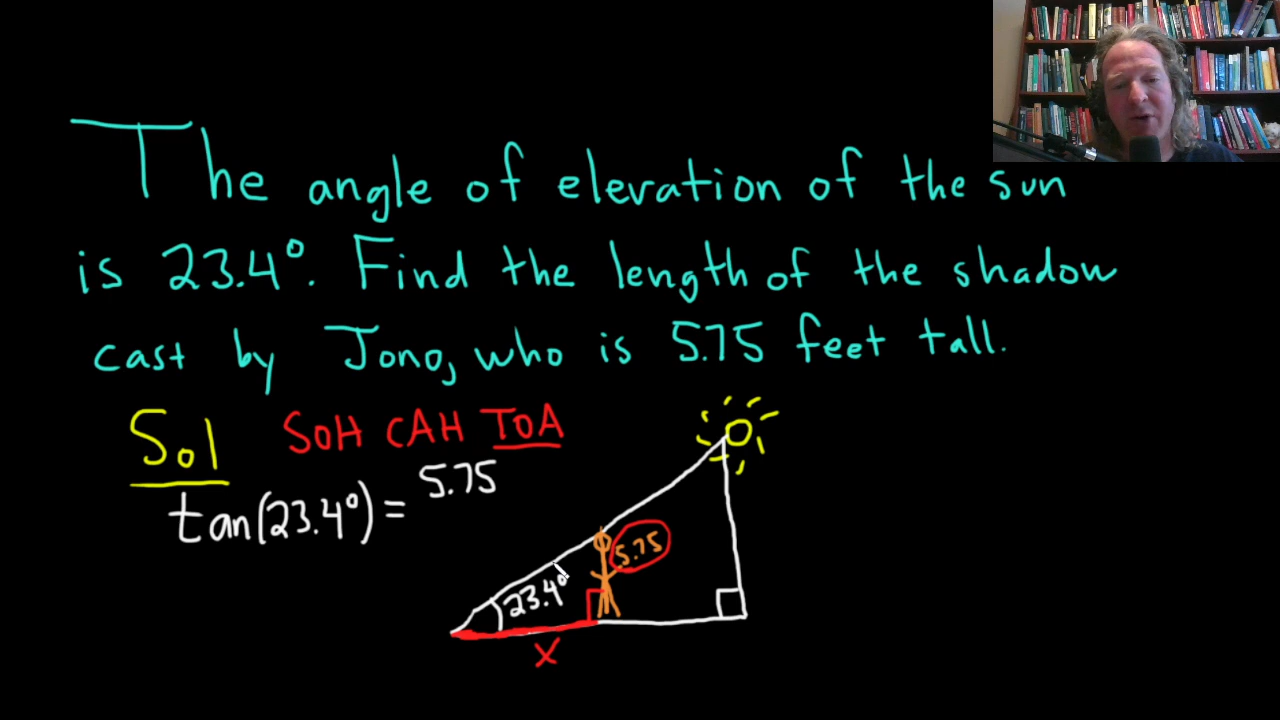 The angle of elevation of the sun
is 23.4°. Find the length of the shadow
cast by Jono, who is 5.75 feet tall.
Sol SOH CAH TOA
tan(23.4°) = 5.75
5.75
23.4°
x